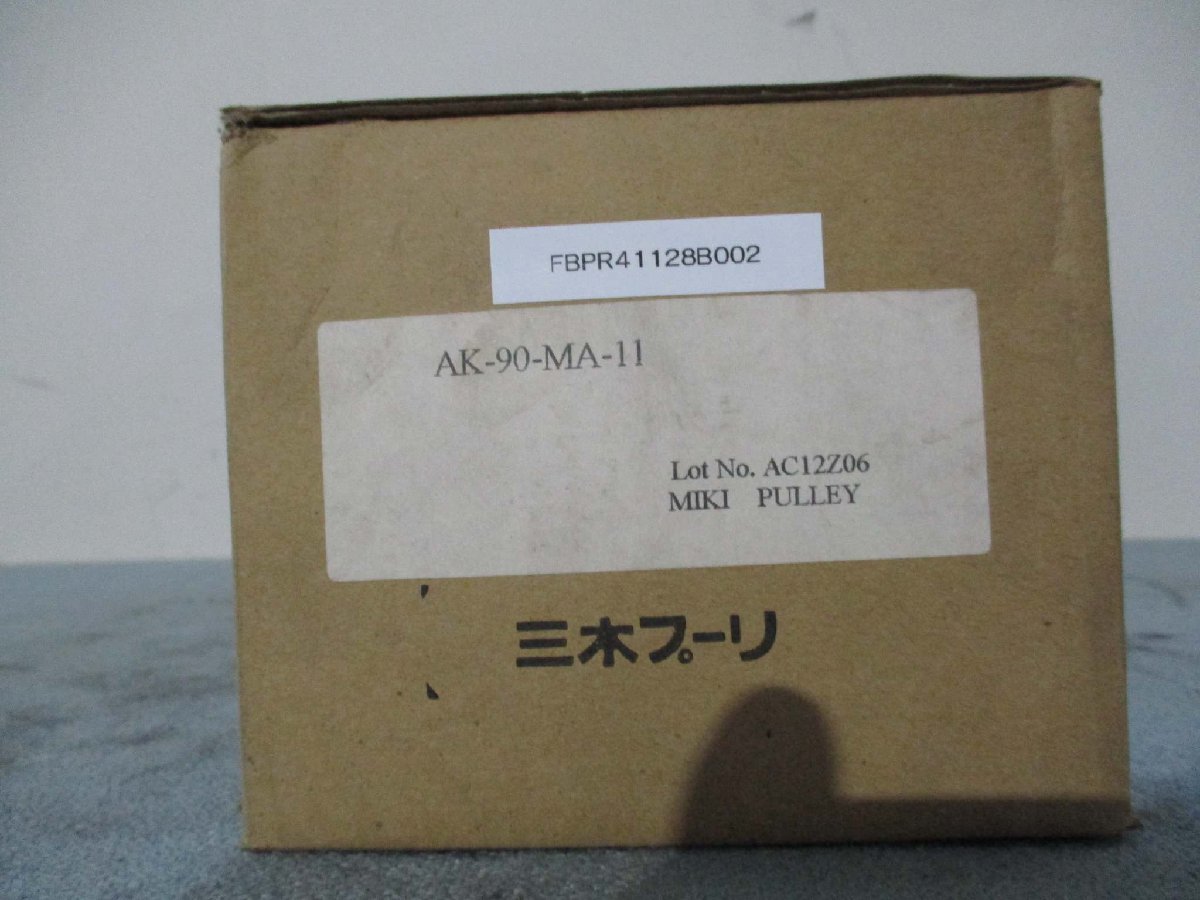 FBPR41128B002
AK-90-MA-11
Lot No. AC12Z06
MIKI PULLEY
三木プーリ